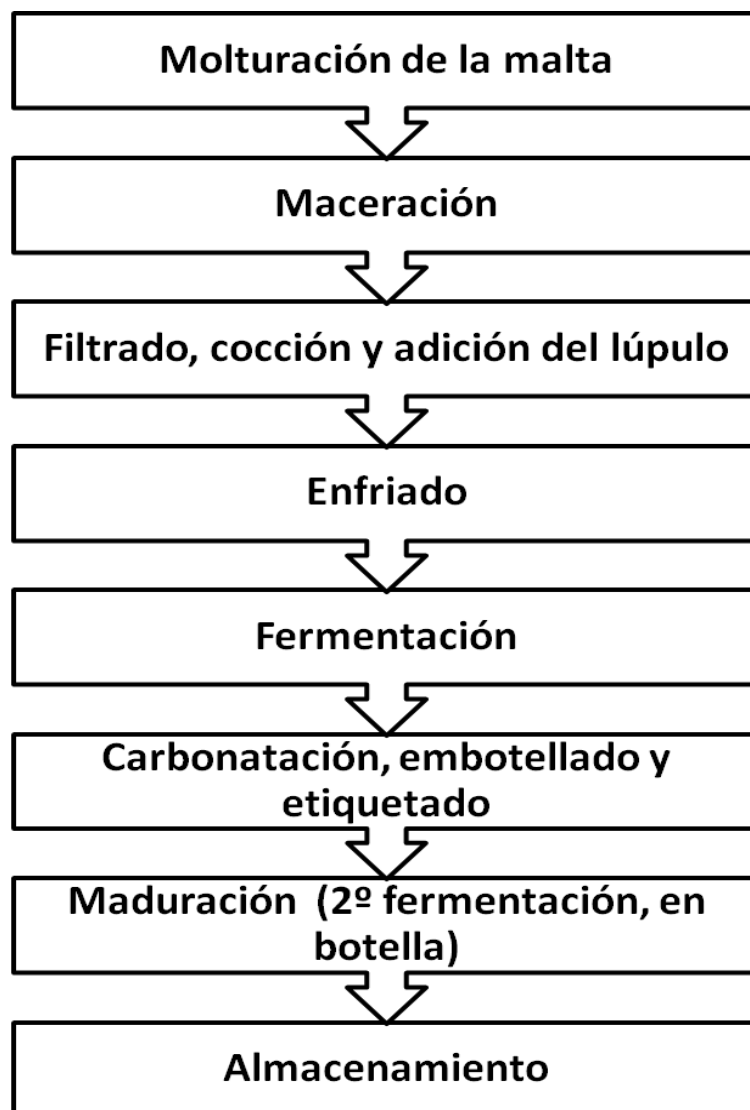 Molturación de la malta
Maceración
Filtrado, cocción y adición del lúpulo
Enfriado
Fermentación
Carbonatación, embotellado y
etiquetado
Maduración (2º fermentación, en
botella)
Almacenamiento